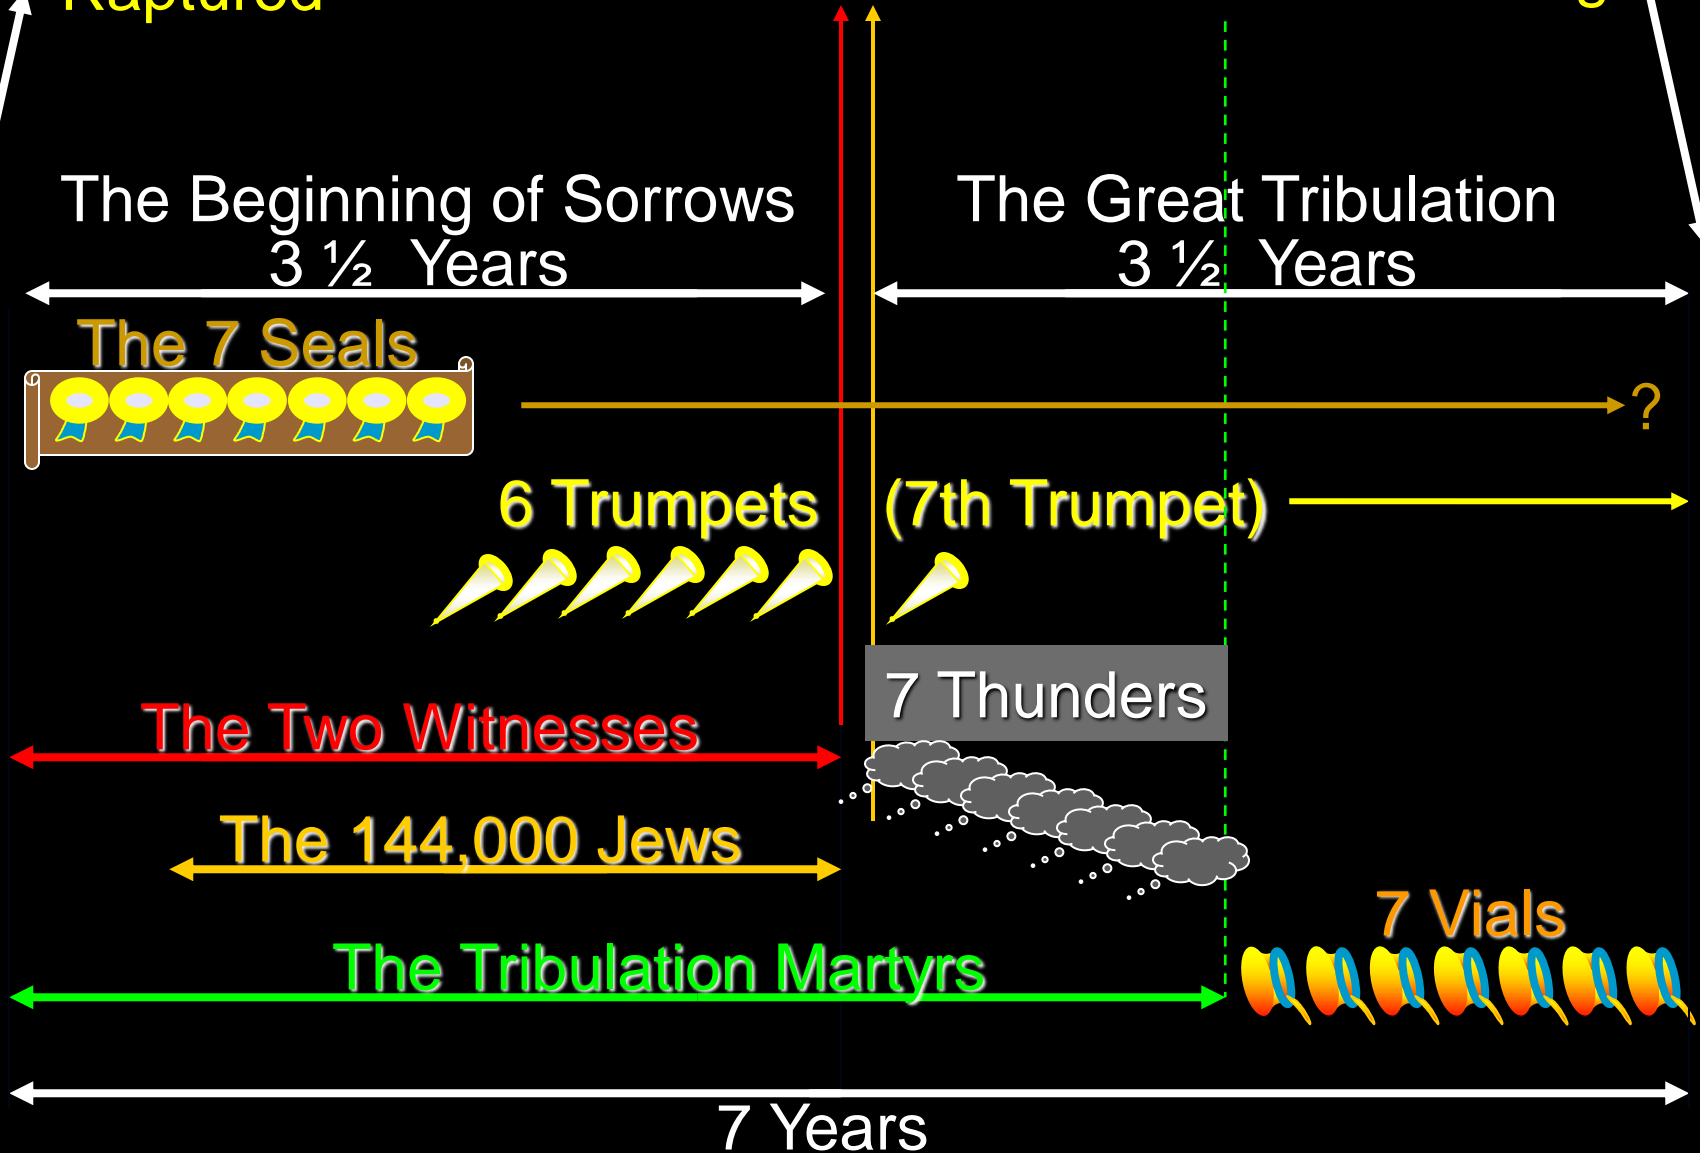 Raptured
The Beginning of Sorrows
3 ½ Years
The Great Tribulation
3 ½ Years
The 7 Seals
?
6 Trumpets
(7th Trumpet)
7 Thunders
The Two Witnesses
The 144,000 Jews
7 Vials
The Tribulation Martyrs
7 Years